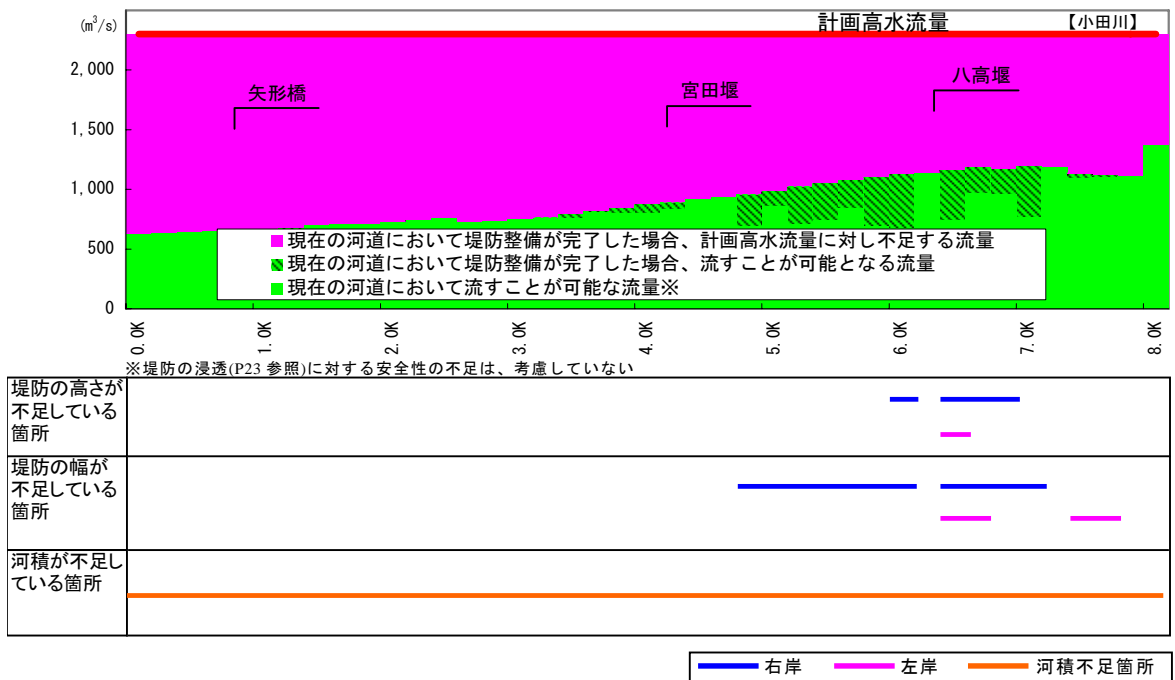 (m³/s)
計画高水流量
【小田川】
2,000
1,500
1,000
500
0
矢形橋
宮田堰
八高堰
■現在の河道において堤防整備が完了した場合、計画高水流量に対し不足する流量
現在の河道において堤防整備が完了した場合、流すことが可能となる流量
■現在の河道において流すことが可能な流量※
0.0K
1.0K
2.0K
3.0K
4.0K
5.0K
6.0K
7.0K
8.0K
※堤防の浸透(P23 参照)に対する安全性の不足は、考慮していない
堤防の高さが
不足している
箇所
堤防の幅が
不足している
箇所
河積が不足し
ている箇所
右岸
左岸
河積不足箇所